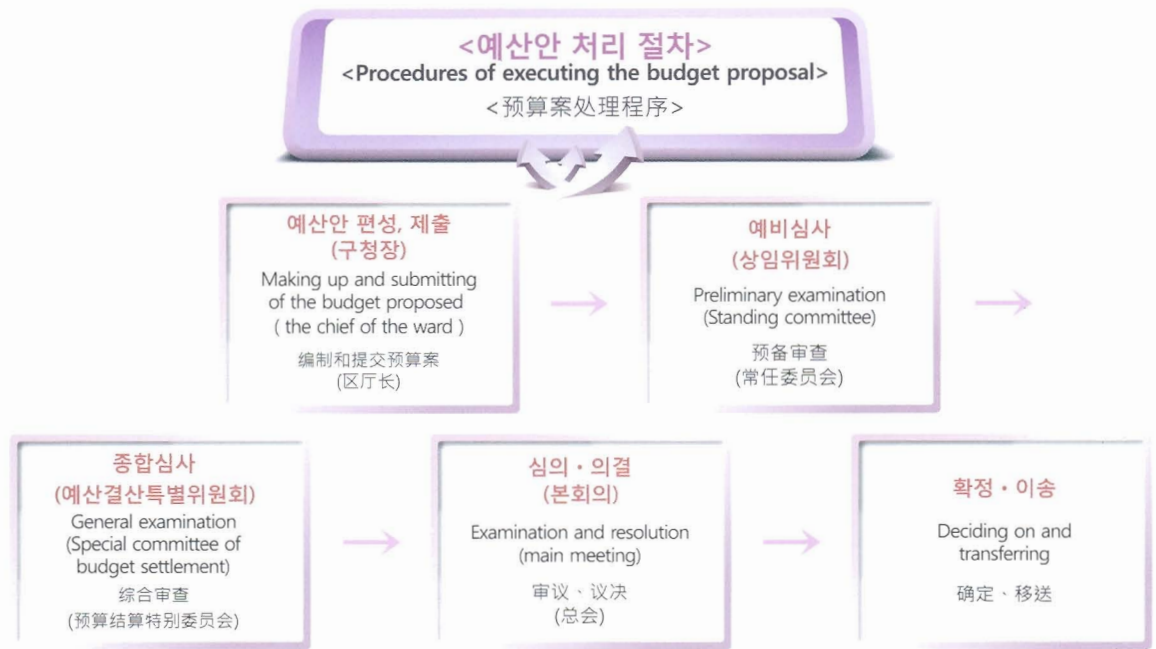 <예산안 처리 절차>
<Procedures of executing the budget proposal>
<预算案处理程序>
예산안 편성, 제출
(구청장)
Making up and submitting
of the budget proposed
( the chief of the ward )
编制和提交预算案
(区厅长)
예비심사
(상임위원회)
Preliminary examination
(Standing committee)
预备审查
(常任委员会)
종합심사
(예산결산특별위원회)
General examination
(Special committee of
budget settlement)
综合审查
(预算结算特别委员会)
심의・의결
(본회의)
Examination and resolution
(main meeting)
审议、议决
(总会)
확정・이송
Deciding on and
transferring
确定、移送